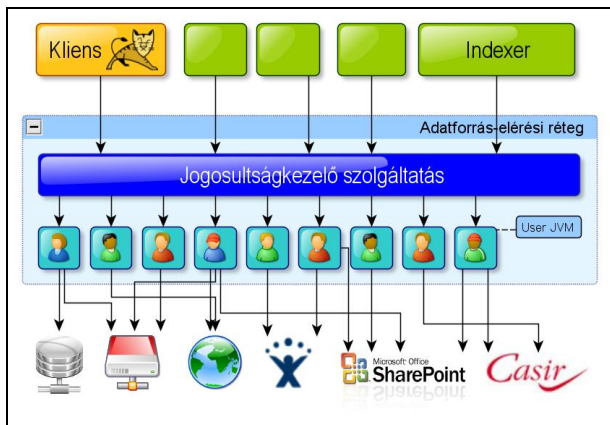 Kliens
Indexer
Adatforrás-elérési réteg
Jogosultságkezelő szolgáltatás
User JVM
Microsoft Office
SharePoint
Casir